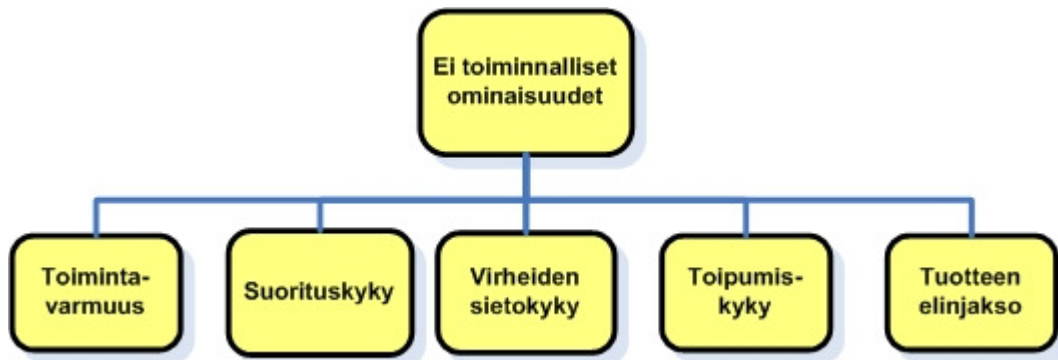 Ei toiminnalliset
ominaisuudet
Toiminta-
varmuus
Suorituskyky
Virheiden
sietokyky
Toipumis-
kyky
Tuotteen
elinjakso